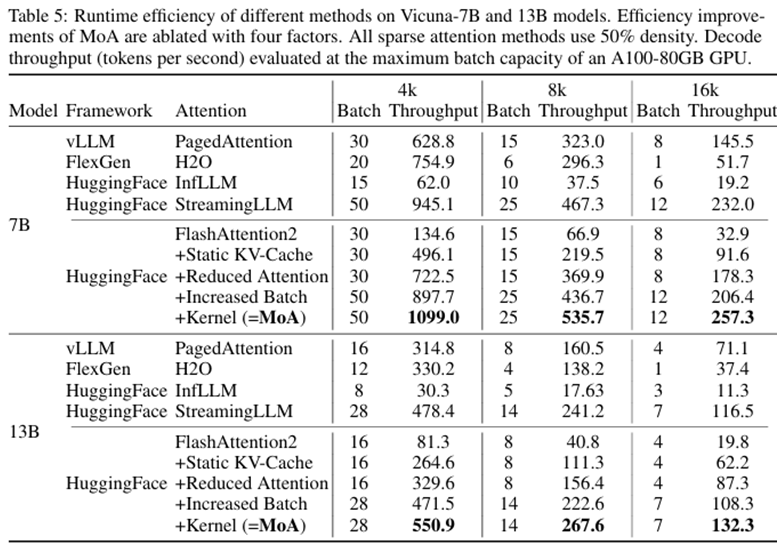 Table 5: Runtime efficiency of different methods on Vicuna-7B and 13B models. Efficiency improve-
ments of MoA are ablated with four factors. All sparse attention methods use 50% density. Decode
throughput (tokens per second) evaluated at the maximum batch capacity of an A100-80GB GPU.
4k 8k 16k
Model Framework Attention Batch Throughput Batch Throughput Batch Throughput
vLLM PagedAttention 30 628.8 15 323.0 8 145.5
FlexGen H2O 20 754.9 6 296.3 1 51.7
HuggingFace InfLLM 15 62.0 10 37.5 6 19.2
HuggingFace StreamingLLM 50 945.1 25 467.3 12 232.0
7B
FlashAttention2 30 134.6 15 66.9 8 32.9
+Static KV-Cache 30 496.1 15 219.5 8 91.6
HuggingFace +Reduced Attention 30 722.5 15 369.9 8 178.3
+Increased Batch 50 897.7 25 436.7 12 206.4
+Kernel (=MoA) 50 1099.0 25 535.7 12 257.3
vLLM PagedAttention 16 314.8 8 160.5 4 71.1
FlexGen H2O 12 330.2 4 138.2 1 37.4
HuggingFace InfLLM 8 30.3 5 17.63 3 11.3
HuggingFace StreamingLLM 28 478.4 14 241.2 7 116.5
13B
FlashAttention2 16 81.3 8 40.8 4 19.8
+Static KV-Cache 16 264.6 8 111.3 4 62.2
HuggingFace +Reduced Attention 16 329.6 8 156.4 4 87.3
+Increased Batch 28 471.5 14 222.6 7 108.3
+Kernel (=MoA) 28 550.9 14 267.6 7 132.3